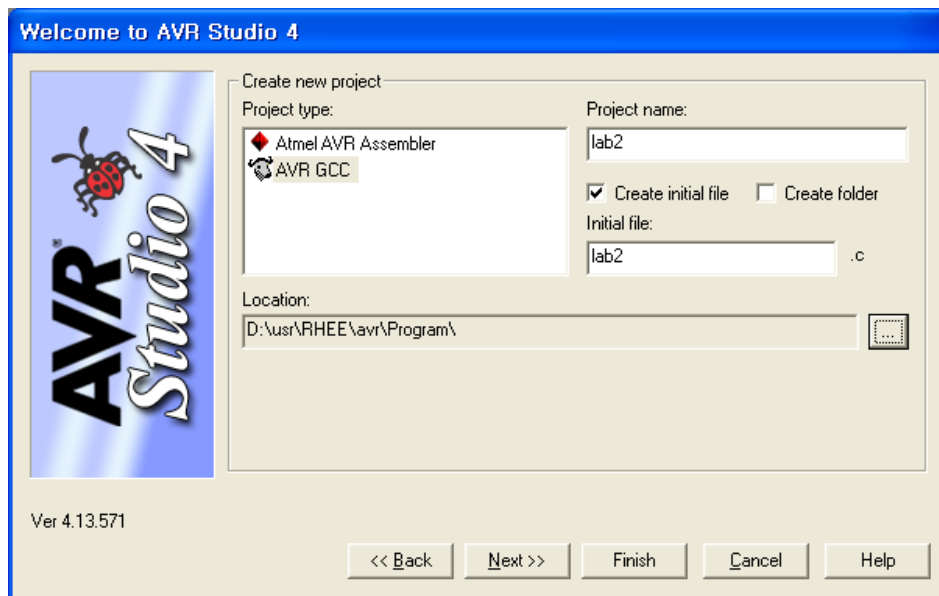 Welcome to AVR Studio 4
AVR® Studio 4
Create new project
Project type:
Atmel AVR Assembler
AVR GCC
Project name:
lab2
Create initial file
Create folder
Initial file:
lab2
.c
Location:
D:\usr\RHEE\avr\Program\
...
Ver 4.13.571
<< Back
Next >>
Finish
Cancel
Help